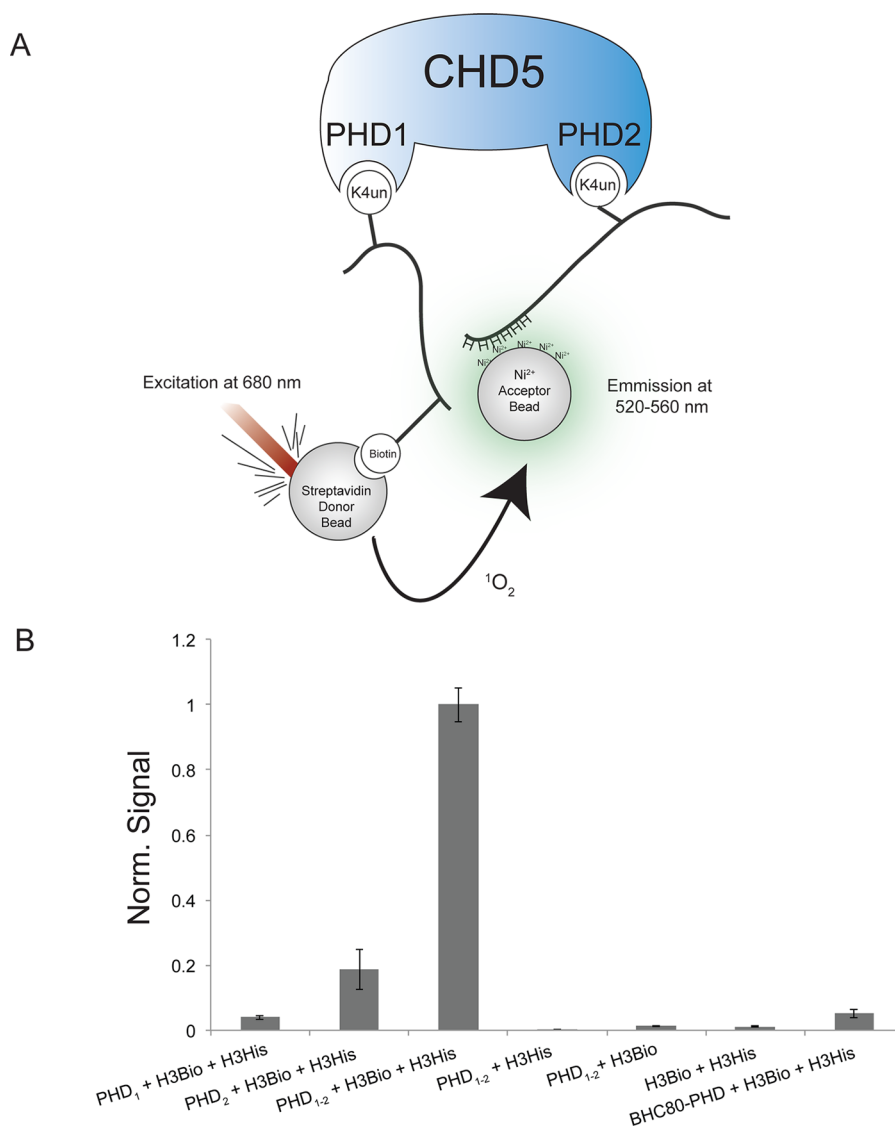 A
CHD5
PHD1
PHD2
K4un
K4un
HHHHHH
Ni²⁺
Ni²⁺
Ni²⁺
Ni²⁺
Ni²⁺
Excitation at 680 nm
Ni²⁺
Acceptor
Bead
Emmission at
520-560 nm
Biotin
Streptavidin
Donor
Bead
¹O₂
B
Norm. Signal
1.2
1
0.8
0.6
0.4
0.2
0
PHD₁ + H3Bio + H3His
PHD₂ + H3Bio + H3His
PHD₁₋₂ + H3Bio + H3His
PHD₁₋₂ + H3His
PHD₁₋₂ + H3Bio
H3Bio + H3His
BHC80-PHD + H3Bio + H3His